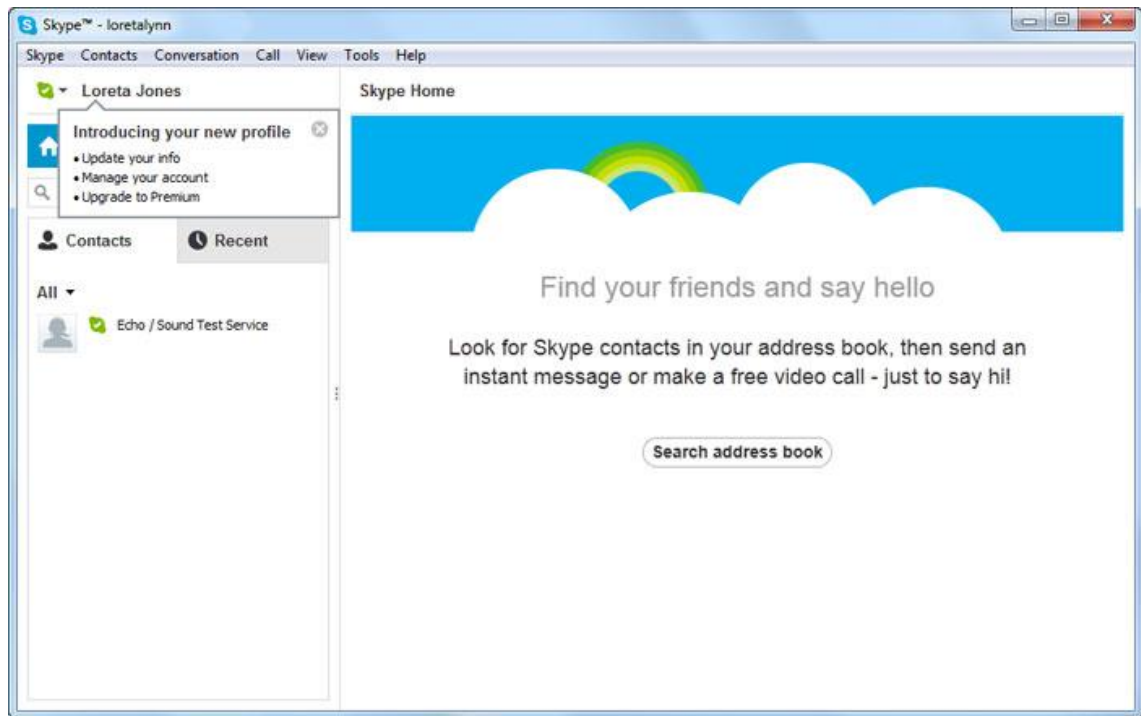 Skype™ - loretalynn
Skype Contacts Conversation Call View Tools Help
Loreta Jones
Introducing your new profile
• Update your info
• Manage your account
• Upgrade to Premium
Contacts
Recent
All
Echo / Sound Test Service
Skype Home
Find your friends and say hello
Look for Skype contacts in your address book, then send an
instant message or make a free video call - just to say hi!
Search address book